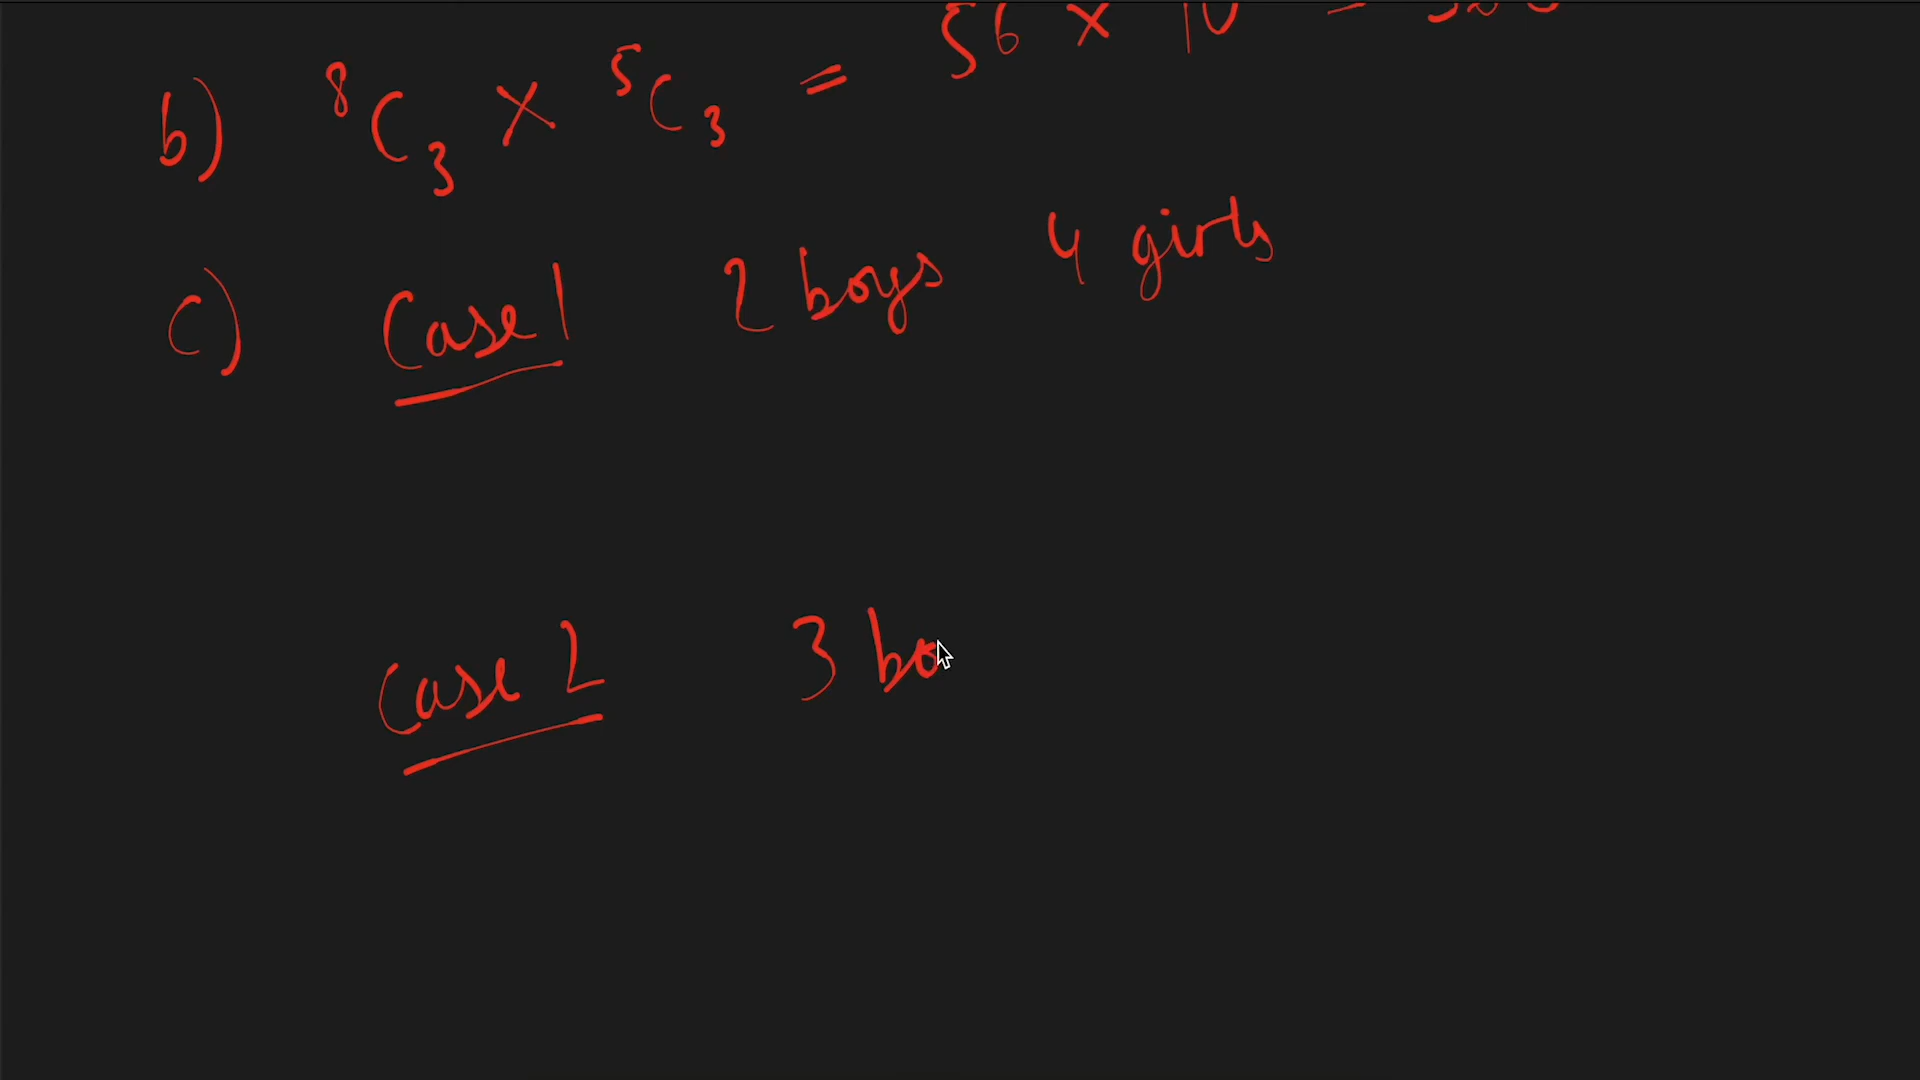 b) ⁸C₃ × ⁵C₃ = 56 × 10 =
c) Case 1 2 boys 4 girls
Case 2 3 bo